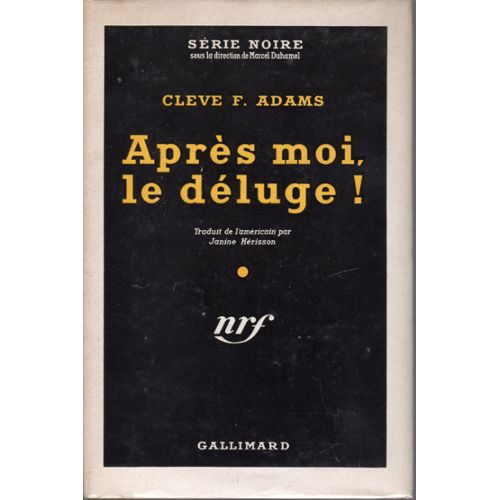 SÉRIE NOIRE
sous la direction de Marcel Duhamel
CLEVE F. ADAMS
Après moi,
le déluge !
Traduit de l'américain par
Janine Hérisson
nrf
GALLIMARD